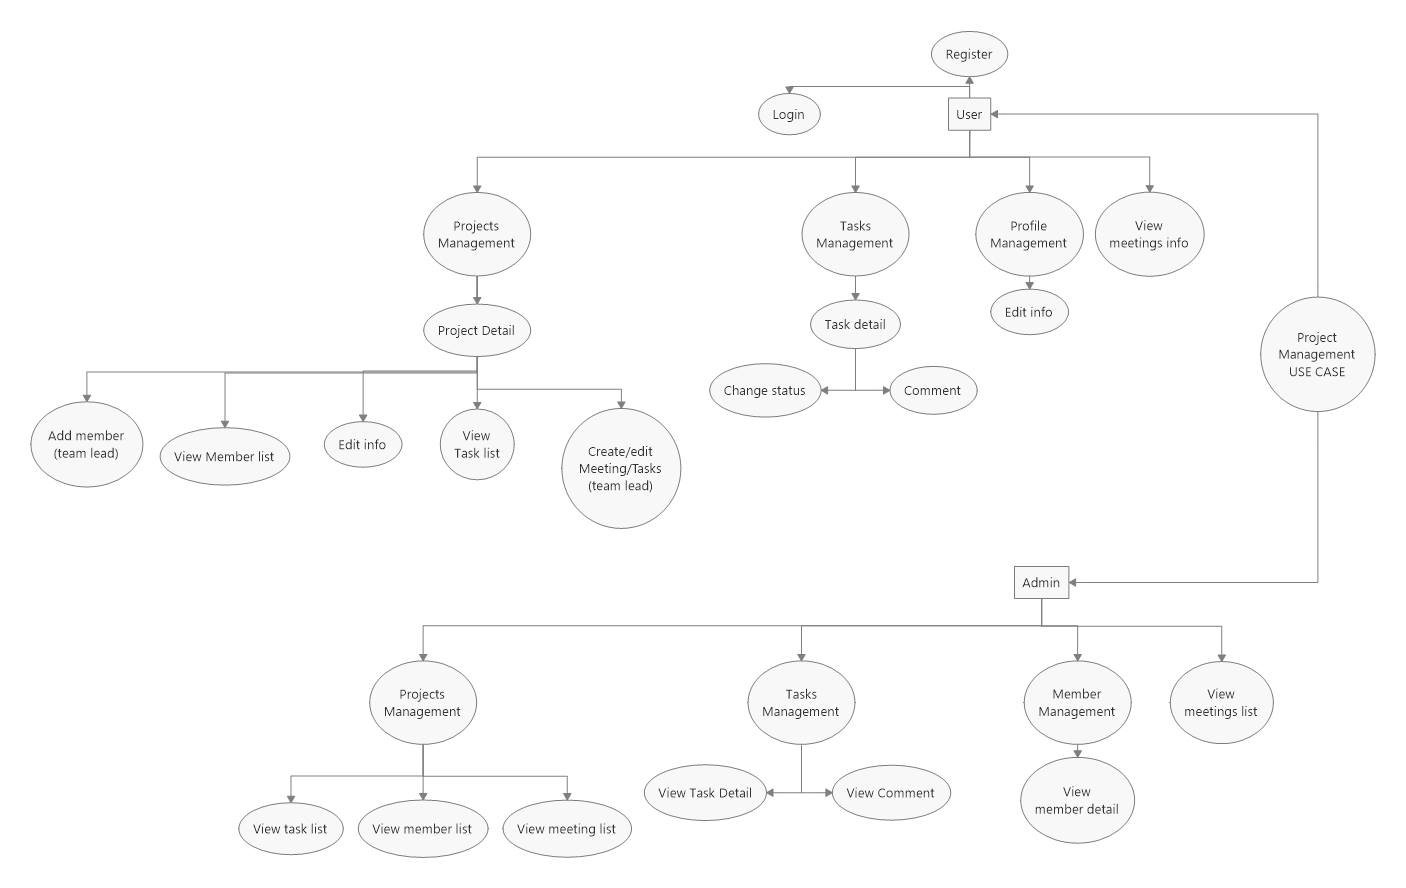 Register
Login
User
Projects
Management
Tasks
Management
Profile
Management
View
meetings info
Project Detail
Task detail
Edit info
Project
Management
USE CASE
Change status
Comment
Add member
(team lead)
View Member list
Edit info
View
Task list
Create/edit
Meeting/Tasks
(team lead)
Admin
Projects
Management
Tasks
Management
Member
Management
View
meetings list
View Task Detail
View Comment
View
member detail
View task list
View member list
View meeting list